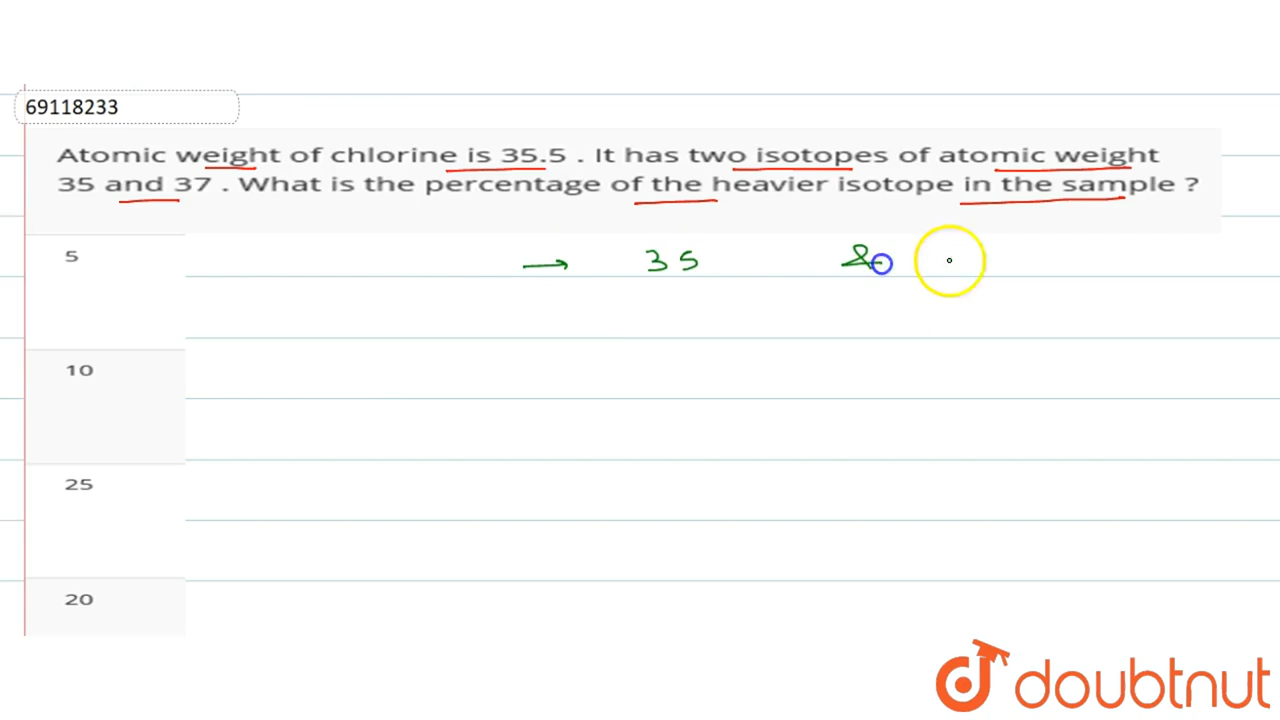 69118233
Atomic weight of chlorine is 35.5 . It has two isotopes of atomic weight
35 and 37 . What is the percentage of the heavier isotope in the sample ?
5
→ 35 &
10
25
20
doubtnut